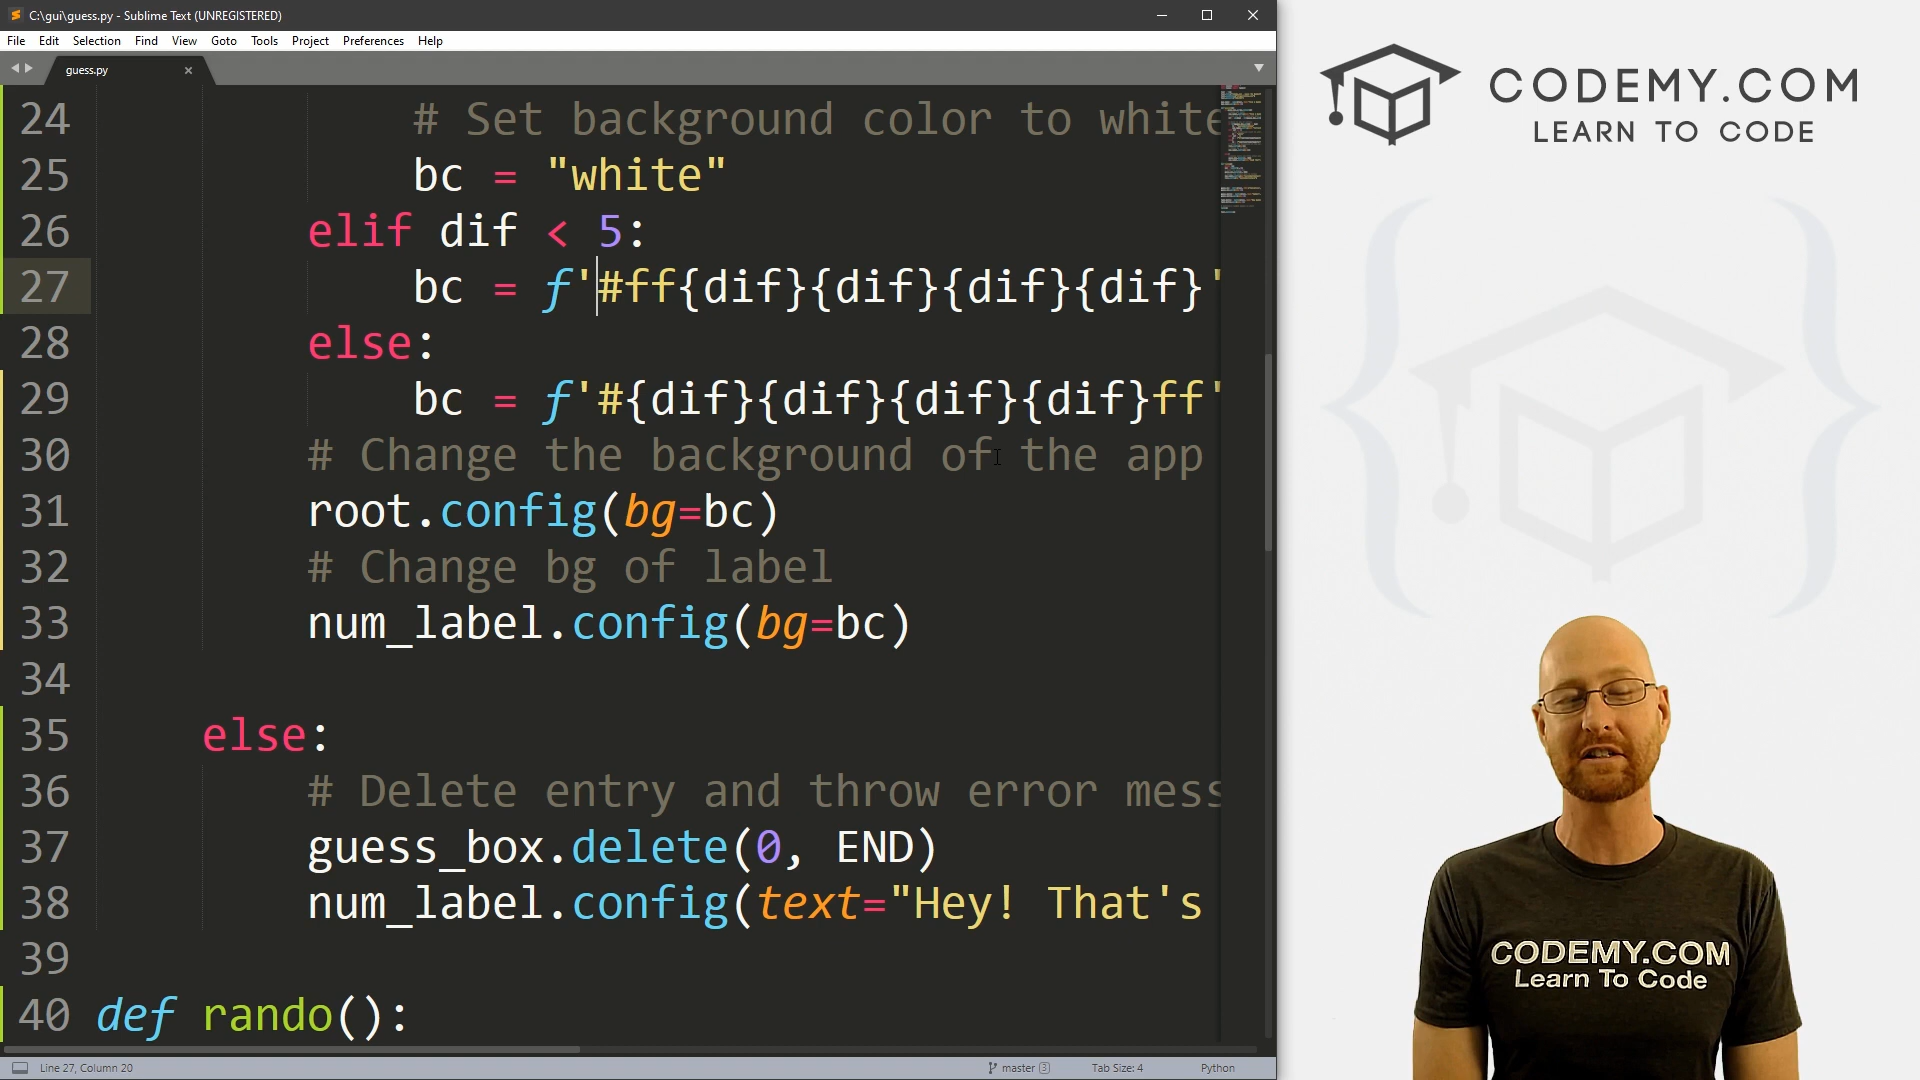 C:\gui\guess.py - Sublime Text (UNREGISTERED)
File Edit Selection Find View Goto Tools Project Preferences Help
guess.py
24 # Set background color to white
25 bc = "white"
26 elif dif < 5:
27 bc = f'#ff{dif}{dif}{dif}{dif}'
28 else:
29 bc = f'#{dif}{dif}{dif}{dif}ff'
30 # Change the background of the app
31 root.config(bg=bc)
32 # Change bg of label
33 num_label.config(bg=bc)
34
35 else:
36 # Delete entry and throw error mess
37 guess_box.delete(0, END)
38 num_label.config(text="Hey! That's
39
40 def rando():
Line 27, Column 20 master 3 Tab Size: 4 Python
CODEMY.COM
LEARN TO CODE
CODEMY.COM
Learn To Code